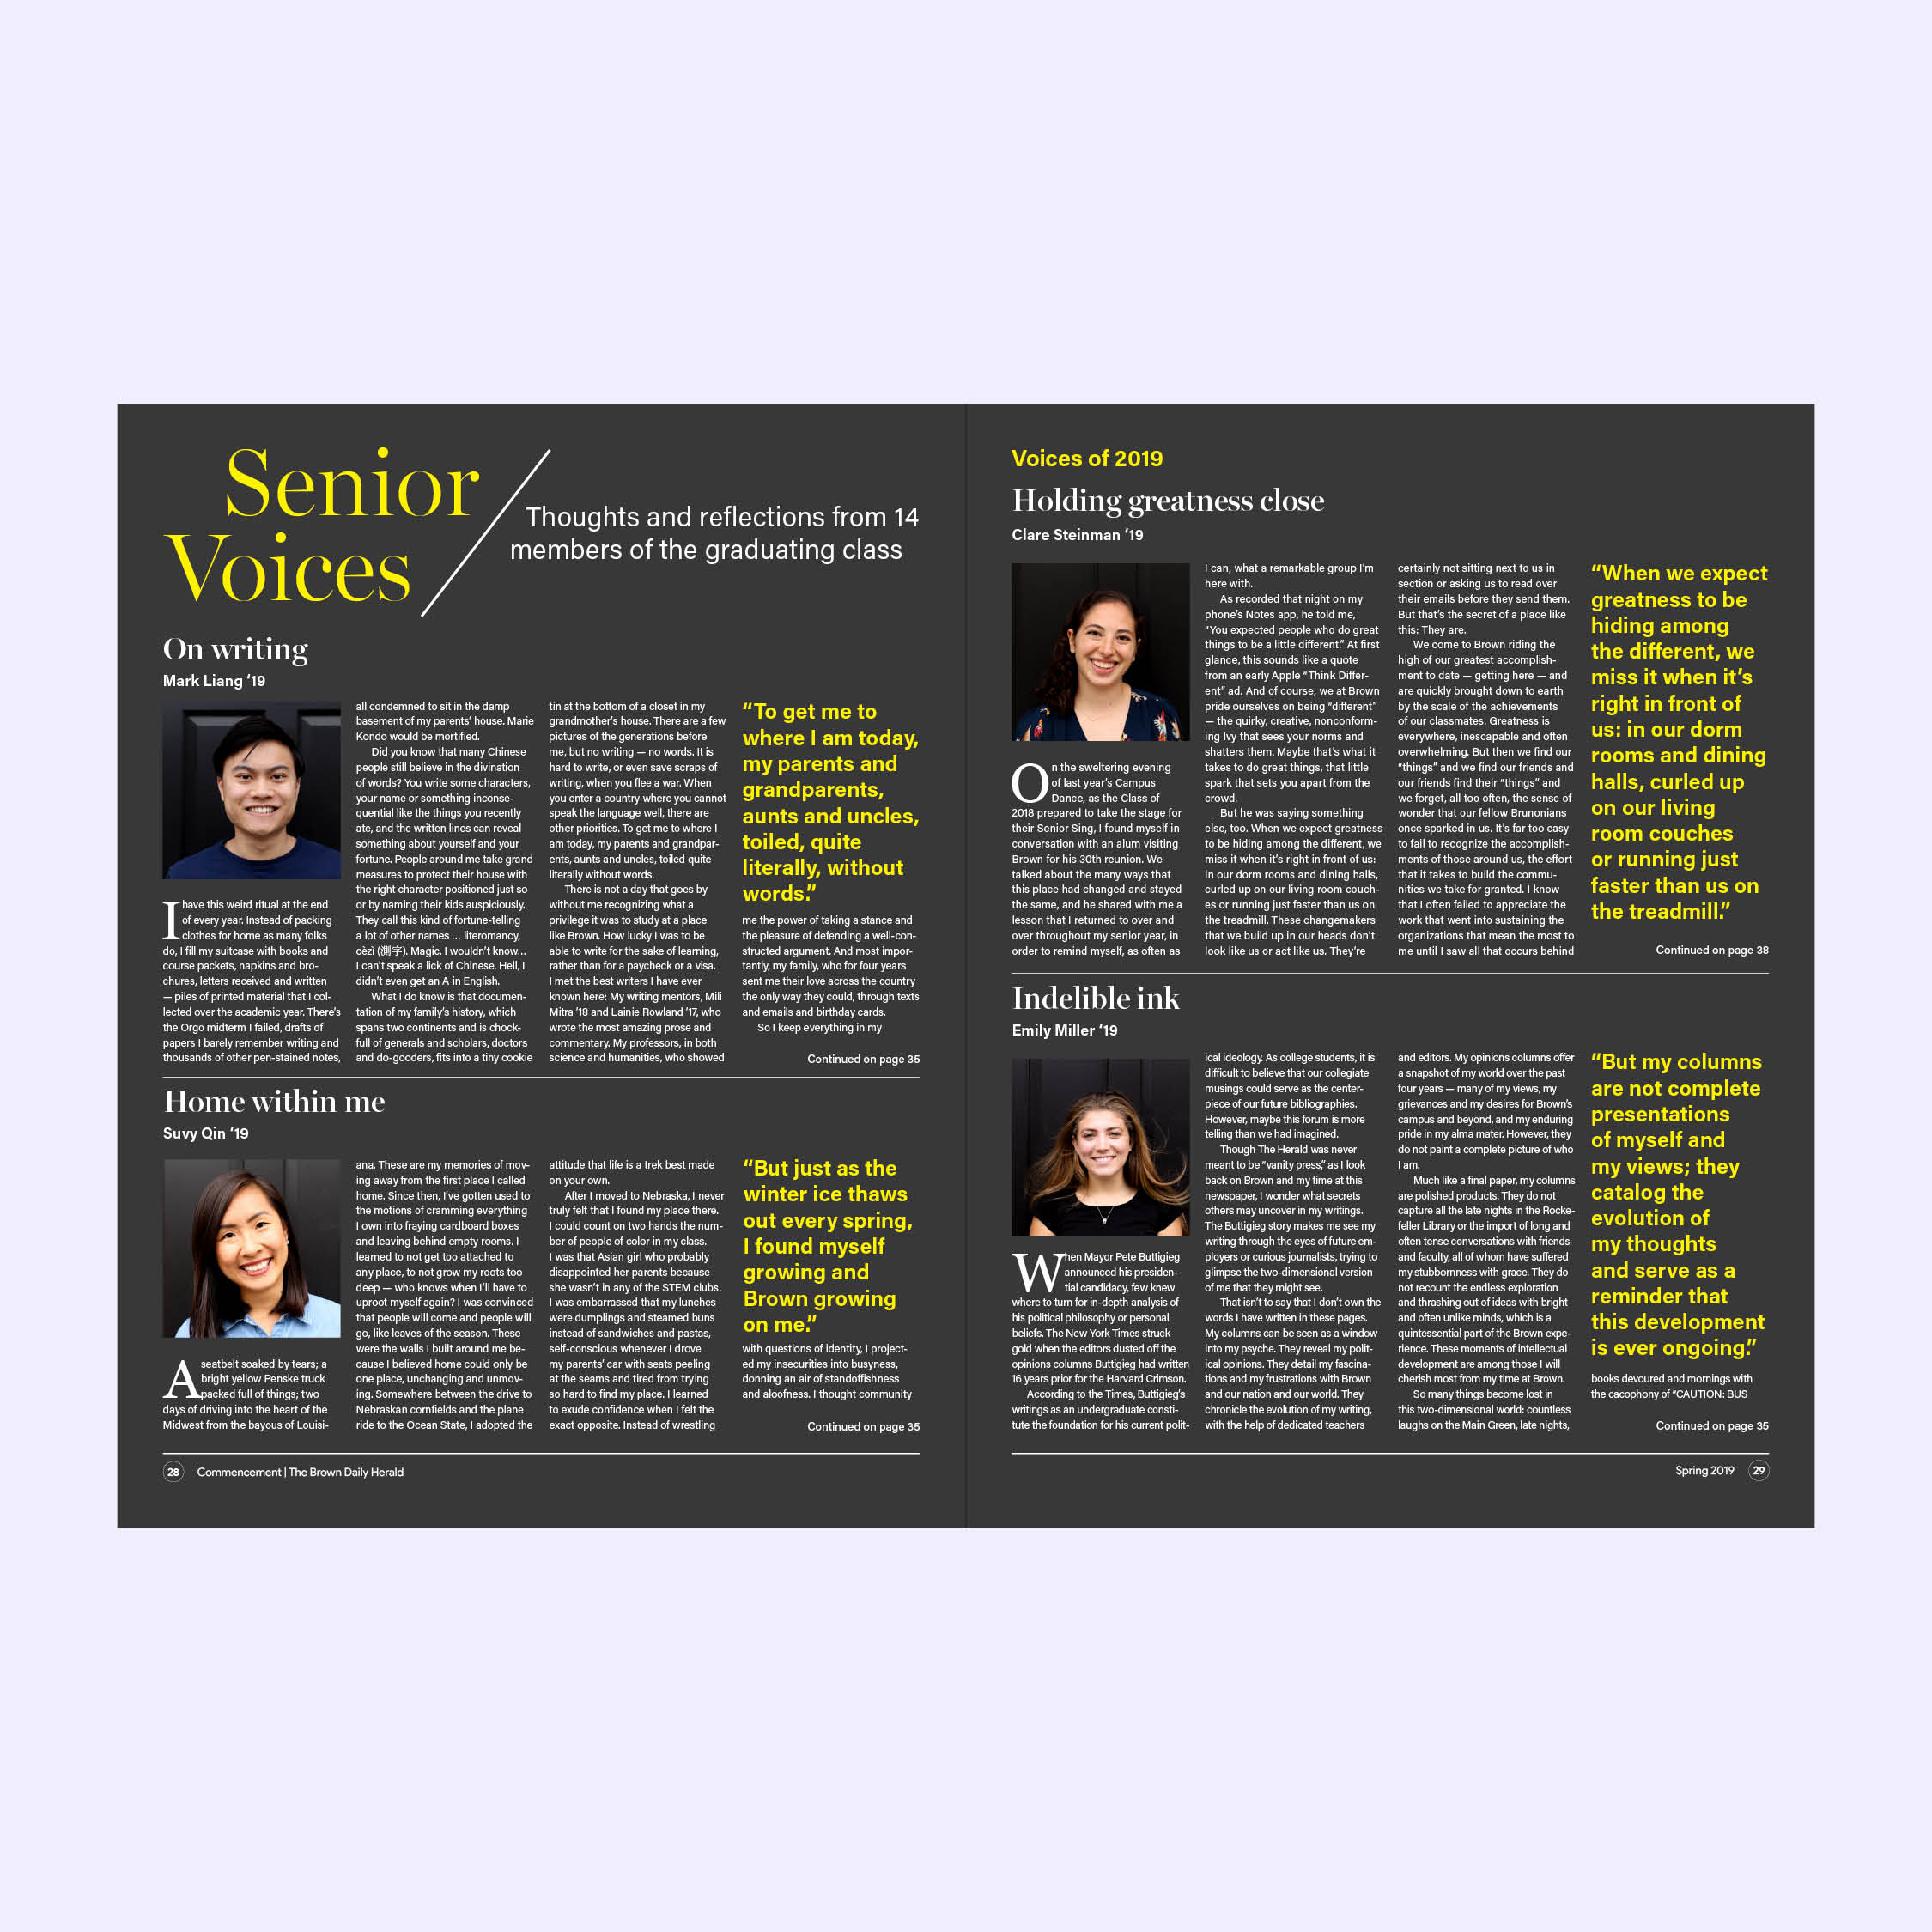 Senior
Voices
Thoughts and reflections from 14
members of the graduating class
On writing
Mark Liang ‘19
I have this weird ritual at the end
of every year. Instead of packing
clothes for home as many folks
do, I fill my suitcase with books and
course packets, napkins and bro-
chures, letters received and written
— piles of printed material that I col-
lected over the academic year. There’s
the Orgo midterm I failed, drafts of
papers I barely remember writing and
thousands of other pen-stained notes,
all condemned to sit in the damp
basement of my parents’ house. Marie
Kondo would be mortified.
Did you know that many Chinese
people still believe in the divination
of words? You write some characters,
your name or something inconse-
quential like the things you recently
ate, and the written lines can reveal
something about yourself and your
fortune. People around me take grand
measures to protect their house with
the right character positioned just so
or by naming their kids auspiciously.
They call this kind of fortune-telling
a lot of other names ... literomancy,
cèzì (測字). Magic. I wouldn’t know...
I can’t speak a lick of Chinese. Hell, I
didn’t even get an A in English.
What I do know is that documen-
tation of my family’s history, which
spans two continents and is chock-
full of generals and scholars, doctors
and do-gooders, fits into a tiny cookie
tin at the bottom of a closet in my
grandmother’s house. There are a few
pictures of the generations before
me, but no writing — no words. It is
hard to write, or even save scraps of
writing, when you flee a war. When
you enter a country where you cannot
speak the language well, there are
other priorities. To get me to where I
am today, my parents and grandpar-
ents, aunts and uncles, toiled quite
literally without words.
There is not a day that goes by
without me recognizing what a
privilege it was to study at a place
like Brown. How lucky I was to be
able to write for the sake of learning,
rather than for a paycheck or a visa.
I met the best writers I have ever
known here: My writing mentors, Mili
Mitra ’18 and Lainie Rowland ’17, who
wrote the most amazing prose and
commentary. My professors, in both
science and humanities, who showed
“To get me to
where I am today,
my parents and
grandparents,
aunts and uncles,
toiled, quite
literally, without
words.”
me the power of taking a stance and
the pleasure of defending a well-con-
structed argument. And most impor-
tantly, my family, who for four years
sent me their love across the country
the only way they could, through texts
and emails and birthday cards.
So I keep everything in my
Continued on page 35
Home within me
Suvy Qin ‘19
A seatbelt soaked by tears; a
bright yellow Penske truck
packed full of things; two
days of driving into the heart of the
Midwest from the bayous of Louisi-
ana. These are my memories of mov-
ing away from the first place I called
home. Since then, I’ve gotten used to
the motions of cramming everything
I own into fraying cardboard boxes
and leaving behind empty rooms. I
learned to not get too attached to
any place, to not grow my roots too
deep — who knows when I’ll have to
uproot myself again? I was convinced
that people will come and people will
go, like leaves of the season. These
were the walls I built around me be-
cause I believed home could only be
one place, unchanging and unmov-
ing. Somewhere between the drive to
Nebraskan cornfields and the plane
ride to the Ocean State, I adopted the
attitude that life is a trek best made
on your own.
After I moved to Nebraska, I never
truly felt that I found my place there.
I could count on two hands the num-
ber of people of color in my class.
I was that Asian girl who probably
disappointed her parents because
she wasn’t in any of the STEM clubs.
I was embarrassed that my lunches
were dumplings and steamed buns
instead of sandwiches and pastas,
self-conscious whenever I drove
my parents’ car with seats peeling
at the seams and tired from trying
so hard to find my place. I learned
to exude confidence when I felt the
exact opposite. Instead of wrestling
“But just as the
winter ice thaws
out every spring,
I found myself
growing and
Brown growing
on me.”
with questions of identity, I project-
ed my insecurities into busyness,
donning an air of standoffishness
and aloofness. I thought community
Continued on page 35
28 Commencement | The Brown Daily Herald
Voices of 2019
Holding greatness close
Clare Steinman ‘19
On the sweltering evening
of last year’s Campus
Dance, as the Class of
2018 prepared to take the stage for
their Senior Sing, I found myself in
conversation with an alum visiting
Brown for his 30th reunion. We
talked about the many ways that
this place had changed and stayed
the same, and he shared with me a
lesson that I returned to over and
over throughout my senior year, in
order to remind myself, as often as
I can, what a remarkable group I’m
here with.
As recorded that night on my
phone’s Notes app, he told me,
“You expected people who do great
things to be a little different.” At first
glance, this sounds like a quote
from an early Apple “Think Differ-
ent” ad. And of course, we at Brown
pride ourselves on being “different”
— the quirky, creative, nonconform-
ing Ivy that sees your norms and
shatters them. Maybe that’s what it
takes to do great things, that little
spark that sets you apart from the
crowd.
But he was saying something
else, too. When we expect greatness
to be hiding among the different, we
miss it when it’s right in front of us:
in our dorm rooms and dining halls,
curled up on our living room couch-
es or running just faster than us on
the treadmill. These changemakers
that we build up in our heads don’t
look like us or act like us. They’re
certainly not sitting next to us in
section or asking us to read over
their emails before they send them.
But that’s the secret of a place like
this: They are.
We come to Brown riding the
high of our greatest accomplish-
ment to date — getting here — and
are quickly brought down to earth
by the scale of the achievements
of our classmates. Greatness is
everywhere, inescapable and often
overwhelming. But then we find our
“things” and we find our friends and
our friends find their “things” and
we forget, all too often, the sense of
wonder that our fellow Brunonians
once sparked in us. It’s far too easy
to fail to recognize the accomplish-
ments of those around us, the effort
that it takes to build the commu-
nities we take for granted. I know
that I often failed to appreciate the
work that went into sustaining the
organizations that mean the most to
me until I saw all that occurs behind
“When we expect
greatness to be
hiding among
the different, we
miss it when it’s
right in front of
us: in our dorm
rooms and dining
halls, curled up
on our living
room couches
or running just
faster than us on
the treadmill.”
Continued on page 38
Indelible ink
Emily Miller ‘19
When Mayor Pete Buttigieg
announced his presiden-
tial candidacy, few knew
where to turn for in-depth analysis of
his political philosophy or personal
beliefs. The New York Times struck
gold when the editors dusted off the
opinions columns Buttigieg had written
16 years prior for the Harvard Crimson.
According to the Times, Buttigieg’s
writings as an undergraduate consti-
tute the foundation for his current polit-
ical ideology. As college students, it is
difficult to believe that our collegiate
musings could serve as the center-
piece of our future bibliographies.
However, maybe this forum is more
telling than we had imagined.
Though The Herald was never
meant to be “vanity press,” as I look
back on Brown and my time at this
newspaper, I wonder what secrets
others may uncover in my writings.
The Buttigieg story makes me see my
writing through the eyes of future em-
ployers or curious journalists, trying to
glimpse the two-dimensional version
of me that they might see.
That isn’t to say that I don’t own the
words I have written in these pages.
My columns can be seen as a window
into my psyche. They reveal my polit-
ical opinions. They detail my fascina-
tions and my frustrations with Brown
and our nation and our world. They
chronicle the evolution of my writing,
with the help of dedicated teachers
and editors. My opinions columns offer
a snapshot of my world over the past
four years — many of my views, my
grievances and my desires for Brown’s
campus and beyond, and my enduring
pride in my alma mater. However, they
do not paint a complete picture of who
I am.
Much like a final paper, my columns
are polished products. They do not
capture all the late nights in the Rocke-
feller Library or the import of long and
often tense conversations with friends
and faculty, all of whom have suffered
my stubbornness with grace. They do
not recount the endless exploration
and thrashing out of ideas with bright
and often unlike minds, which is a
quintessential part of the Brown expe-
rience. These moments of intellectual
development are among those I will
cherish most from my time at Brown.
So many things become lost in
this two-dimensional world: countless
laughs on the Main Green, late nights,
“But my columns
are not complete
presentations
of myself and
my views; they
catalog the
evolution of
my thoughts
and serve as a
reminder that
this development
is ever ongoing.”
books devoured and mornings with
the cacophony of “CAUTION: BUS
Continued on page 35
Spring 2019 29